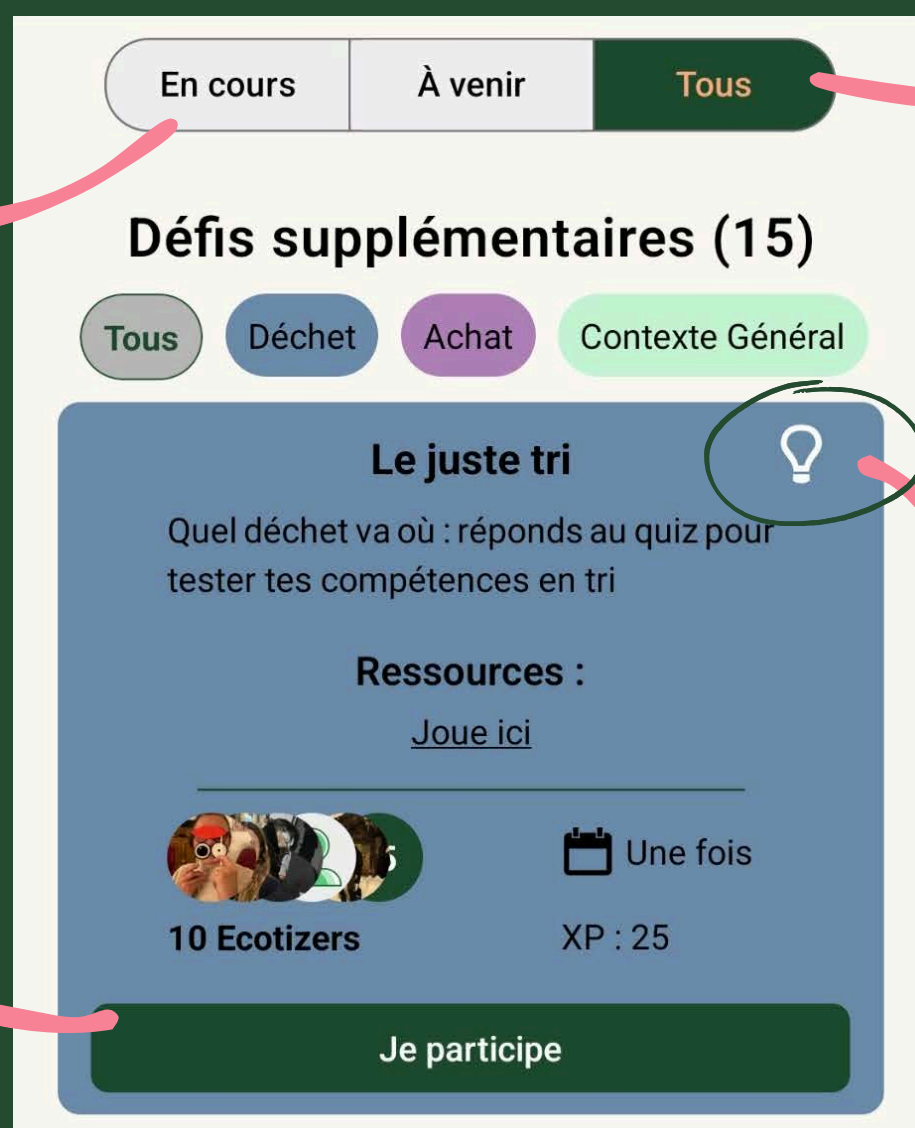 En cours
À venir
Tous
Défis supplémentaires (15)
Tous
Déchet
Achat
Contexte Général
Le juste tri
Quel déchet va où : réponds au quiz pour
tester tes compétences en tri
Ressources :
Joue ici
Une fois
10 Ecotizers
XP : 25
Je participe